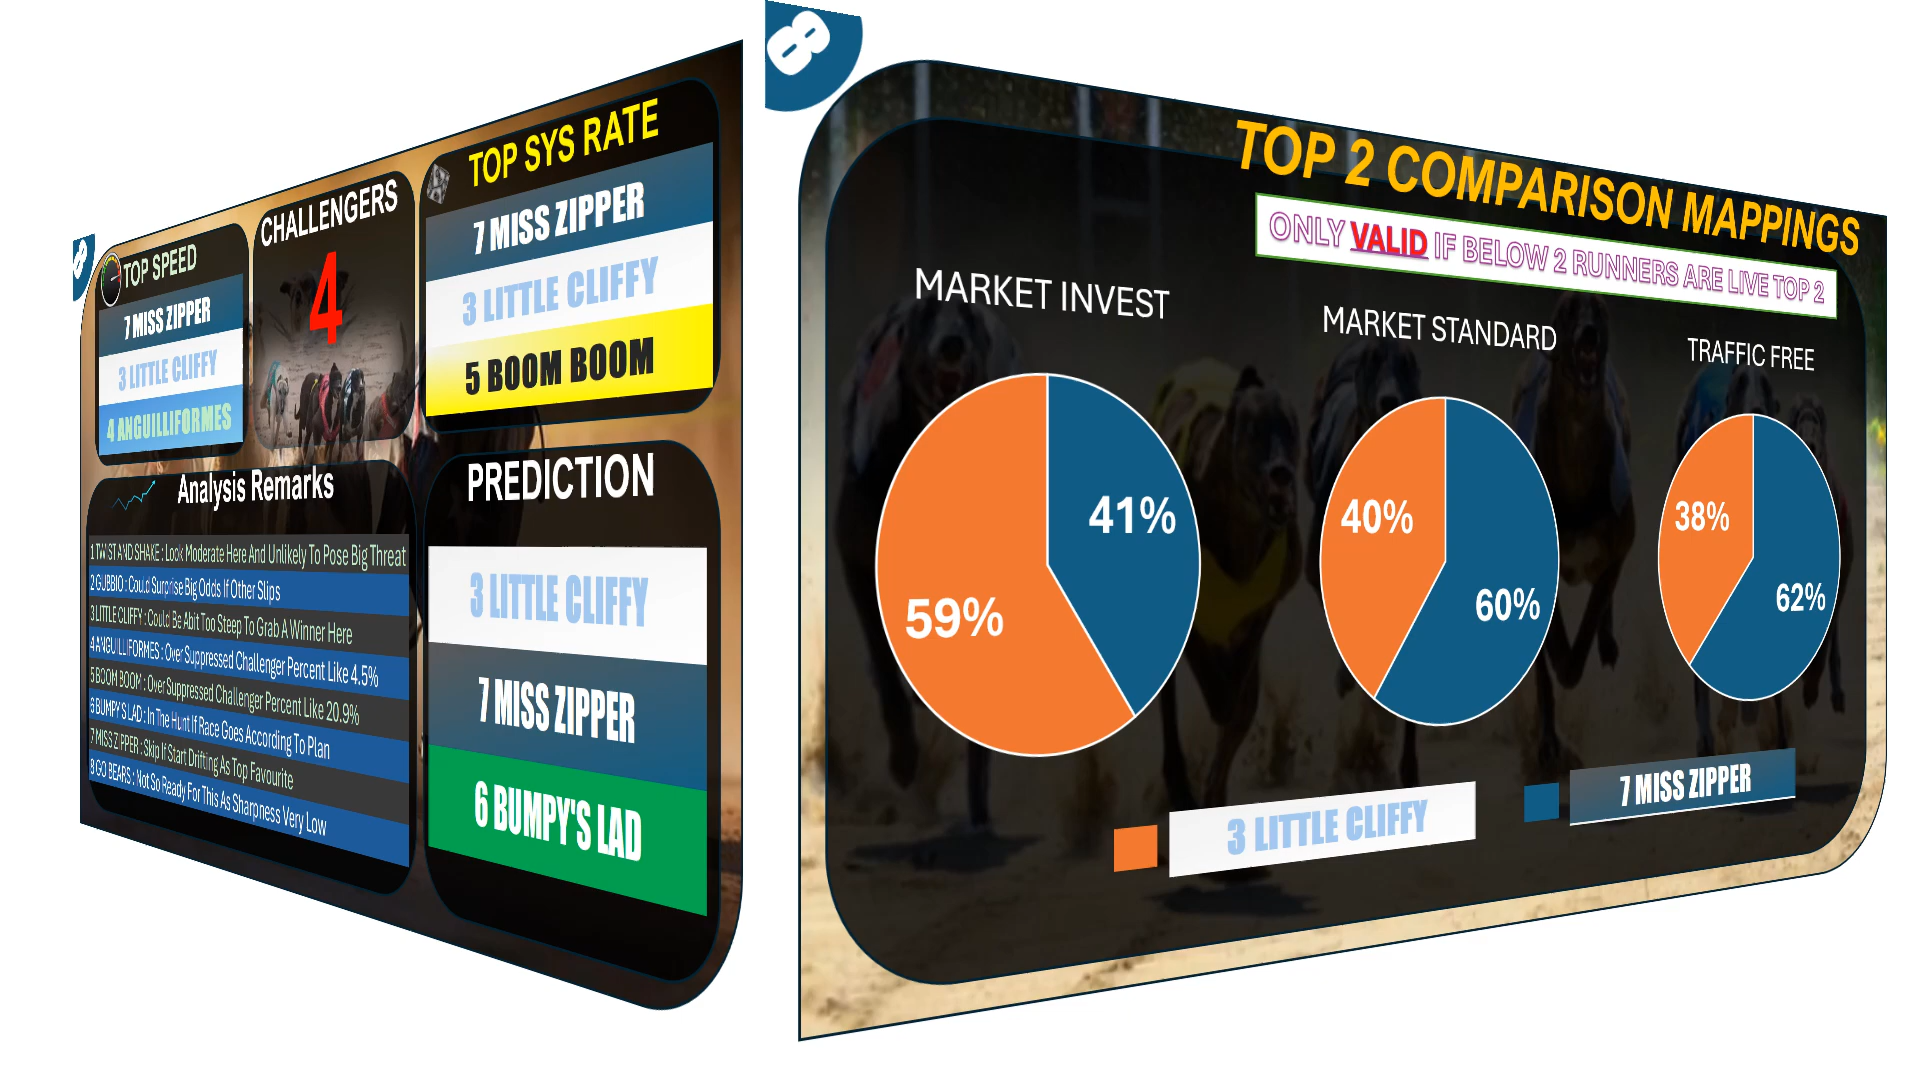 8
TOP SPEED
7 MISS ZIPPER
3 LITTLE CLIFFY
4 ANGUILLIFORMES
CHALLENGERS
4
TOP SYS RATE
7 MISS ZIPPER
3 LITTLE CLIFFY
5 BOOM BOOM
Analysis Remarks
1 TWIST AND SHAKE : Look Moderate Here And Unlikely To Pose Big Threat
2 GUBBIO : Could Surprise Big Odds If Other Slips
3 LITTLE CLIFFY : Could Be Abit Too Steep To Grab A Winner Here
4 ANGUILLIFORMES : Over Suppressed Challenger Percent Like 4.5%
5 BOOM BOOM : Over Suppressed Challenger Percent Like 20.9%
6 BUMPY'S LAD : In The Hunt If Race Goes According To Plan
7 MISS ZIPPER : Skip If Start Drifting As Top Favourite
8 GO BEARS : Not So Ready For This As Sharpness Very Low
PREDICTION
3 LITTLE CLIFFY
7 MISS ZIPPER
6 BUMPY'S LAD
8
TOP 2 COMPARISON MAPPINGS
ONLY VALID IF BELOW 2 RUNNERS ARE LIVE TOP 2
MARKET INVEST
41%
59%
MARKET STANDARD
40%
60%
TRAFFIC FREE
38%
62%
3 LITTLE CLIFFY
7 MISS ZIPPER